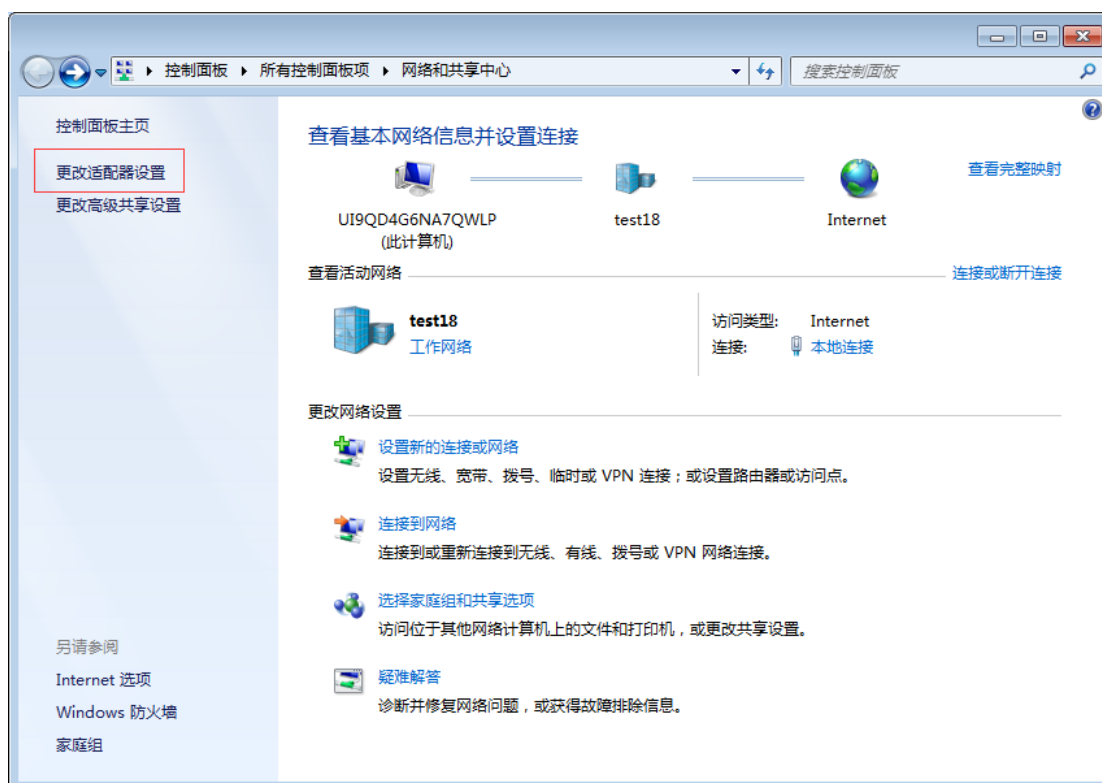 控制面板 ▸ 所有控制面板项 ▸ 网络和共享中心
搜索控制面板
控制面板主页
更改适配器设置
更改高级共享设置
查看基本网络信息并设置连接
查看完整映射
UI9QD4G6NA7QWLP
(此计算机)
test18
Internet
查看活动网络
连接或断开连接
test18
工作网络
访问类型: Internet
连接: 本地连接
更改网络设置
设置新的连接或网络
设置无线、宽带、拨号、临时或 VPN 连接；或设置路由器或访问点。
连接到网络
连接到或重新连接到无线、有线、拨号或 VPN 网络连接。
选择家庭组和共享选项
访问位于其他网络计算机上的文件和打印机，或更改共享设置。
疑难解答
诊断并修复网络问题，或获得故障排除信息。
另请参阅
Internet 选项
Windows 防火墙
家庭组